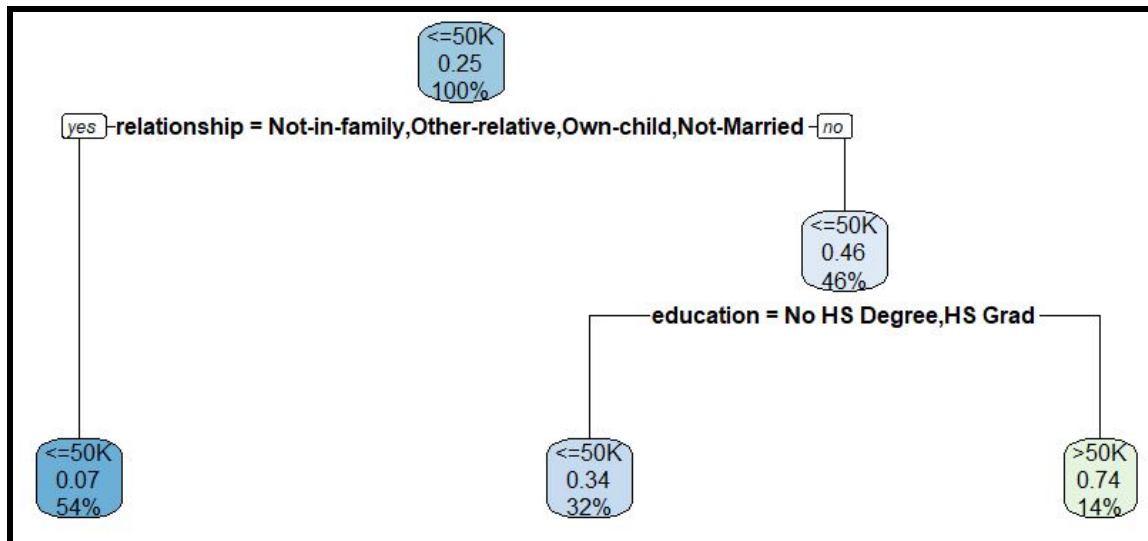 <=50K
0.25
100%
yes relationship = Not-in-family,Other-relative,Own-child,Not-Married no
<=50K
0.46
46%
education = No HS Degree,HS Grad
<=50K
0.07
54%
<=50K
0.34
32%
>50K
0.74
14%